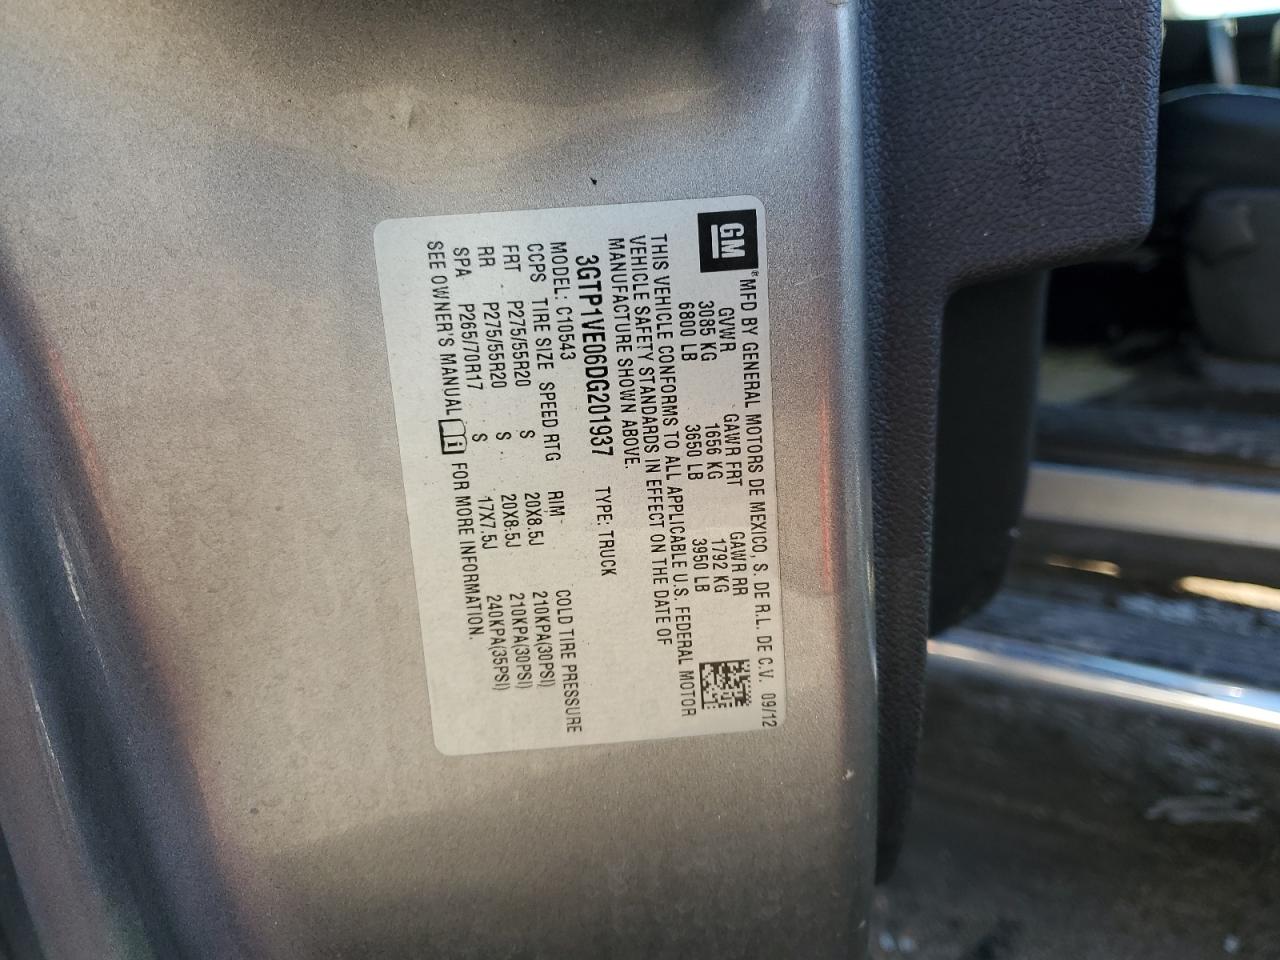 GM
®MFD BY GENERAL MOTORS DE MEXICO, S. DE R.L. DE C.V. 09/12
GVWR GAWR FRT GAWR RR
3085 KG 1656 KG 1792 KG
6800 LB 3650 LB 3950 LB
THIS VEHICLE CONFORMS TO ALL APPLICABLE U.S. FEDERAL MOTOR
VEHICLE SAFETY STANDARDS IN EFFECT ON THE DATE OF
MANUFACTURE SHOWN ABOVE.
3GTP1VE06DG201937 TYPE: TRUCK
MODEL: C10543
CCPS TIRE SIZE SPEED RTG RIM COLD TIRE PRESSURE
FRT P275/55R20 S 20X8.5J 210KPA(30PSI)
RR P275/55R20 S 20X8.5J 210KPA(30PSI)
SPA P265/70R17 S 17X7.5J 240KPA(35PSI)
SEE OWNER'S MANUAL i FOR MORE INFORMATION.